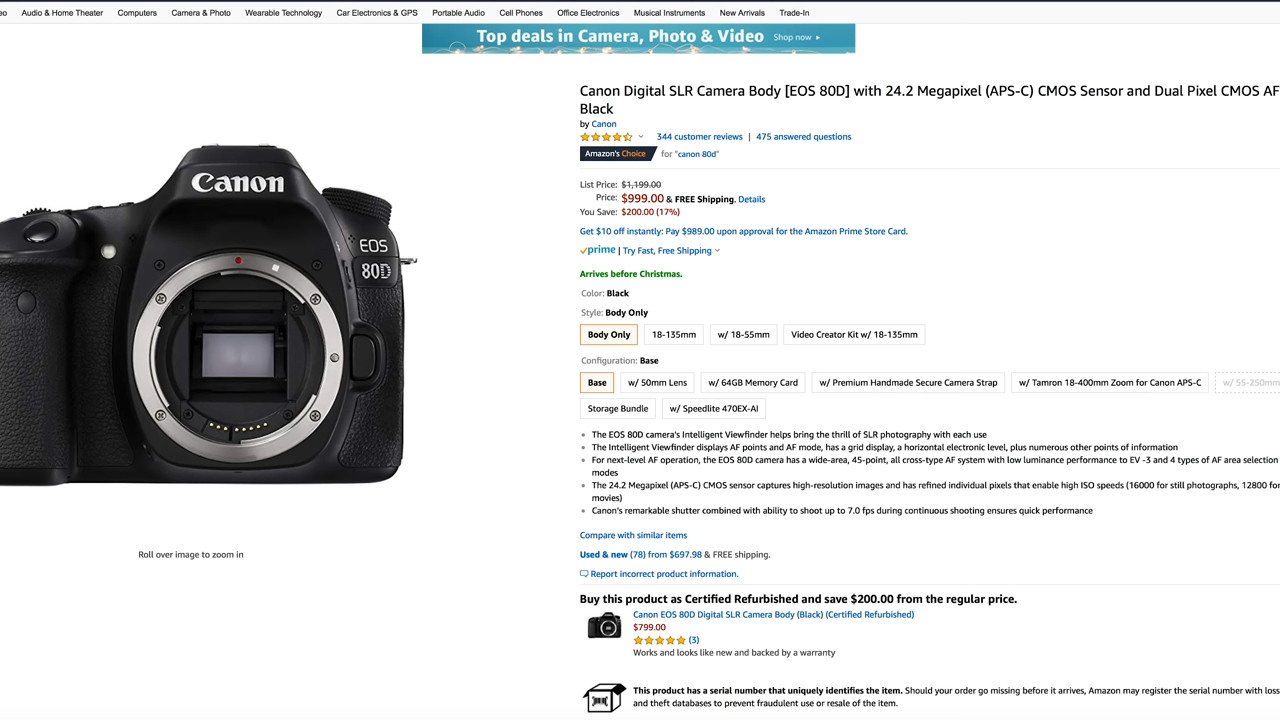 eo Audio & Home Theater Computers Camera & Photo Wearable Technology Car Electronics & GPS Portable Audio Cell Phones Office Electronics Musical Instruments New Arrivals Trade-In
Top deals in Camera, Photo & Video Shop now ▸
Canon Digital SLR Camera Body [EOS 80D] with 24.2 Megapixel (APS-C) CMOS Sensor and Dual Pixel CMOS AF
Black
by Canon
344 customer reviews | 475 answered questions
Amazon's Choice for "canon 80d"
Canon
EOS
80D
List Price: $1,199.00
Price: $999.00 & FREE Shipping. Details
You Save: $200.00 (17%)
Get $10 off instantly: Pay $989.00 upon approval for the Amazon Prime Store Card.
prime | Try Fast, Free Shipping
Arrives before Christmas.
Color: Black
Style: Body Only
Body Only 18-135mm w/ 18-55mm Video Creator Kit w/ 18-135mm
Configuration: Base
Base w/ 50mm Lens w/ 64GB Memory Card w/ Premium Handmade Secure Camera Strap w/ Tamron 18-400mm Zoom for Canon APS-C w/ 55-250mm
Storage Bundle w/ Speedlite 470EX-AI
• The EOS 80D camera's Intelligent Viewfinder helps bring the thrill of SLR photography with each use
• The Intelligent Viewfinder displays AF points and AF mode, has a grid display, a horizontal electronic level, plus numerous other points of information
• For next-level AF operation, the EOS 80D camera has a wide-area, 45-point, all cross-type AF system with low luminance performance to EV -3 and 4 types of AF area selection
modes
• The 24.2 Megapixel (APS-C) CMOS sensor captures high-resolution images and has refined individual pixels that enable high ISO speeds (16000 for still photographs, 12800 for
movies)
• Canon's remarkable shutter combined with ability to shoot up to 7.0 fps during continuous shooting ensures quick performance
Compare with similar items
Used & new (78) from $697.98 & FREE shipping.
Roll over image to zoom in
Report incorrect product information.
Buy this product as Certified Refurbished and save $200.00 from the regular price.
Canon EOS 80D Digital SLR Camera Body (Black) (Certified Refurbished)
$799.00
(3)
Works and looks like new and backed by a warranty
This product has a serial number that uniquely identifies the item. Should your order go missing before it arrives, Amazon may register the serial number with loss
and theft databases to prevent fraudulent use or resale of the item.